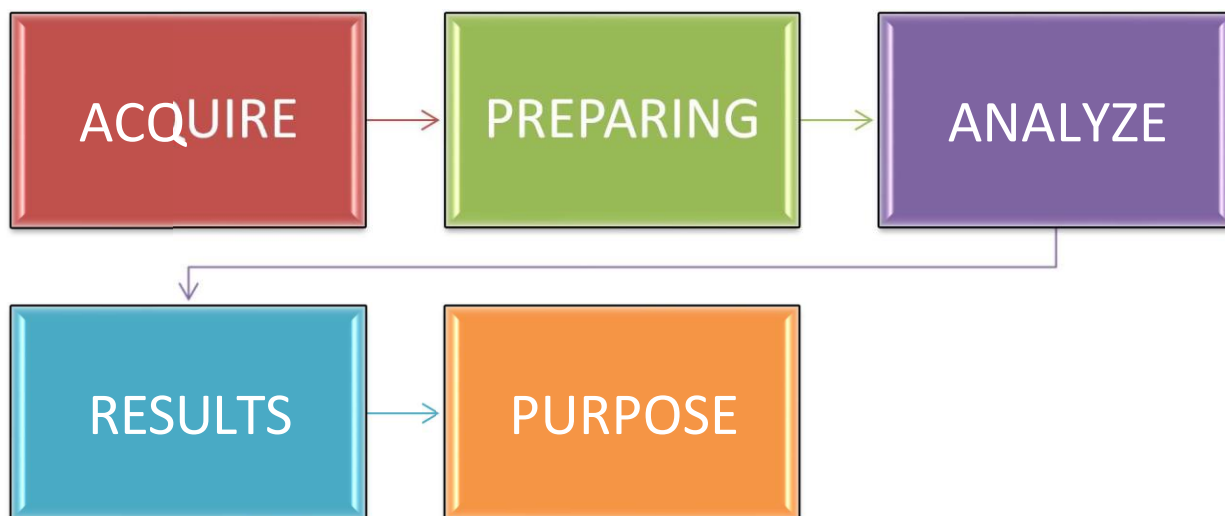 ACQUIRE
PREPARING
ANALYZE
RESULTS
PURPOSE